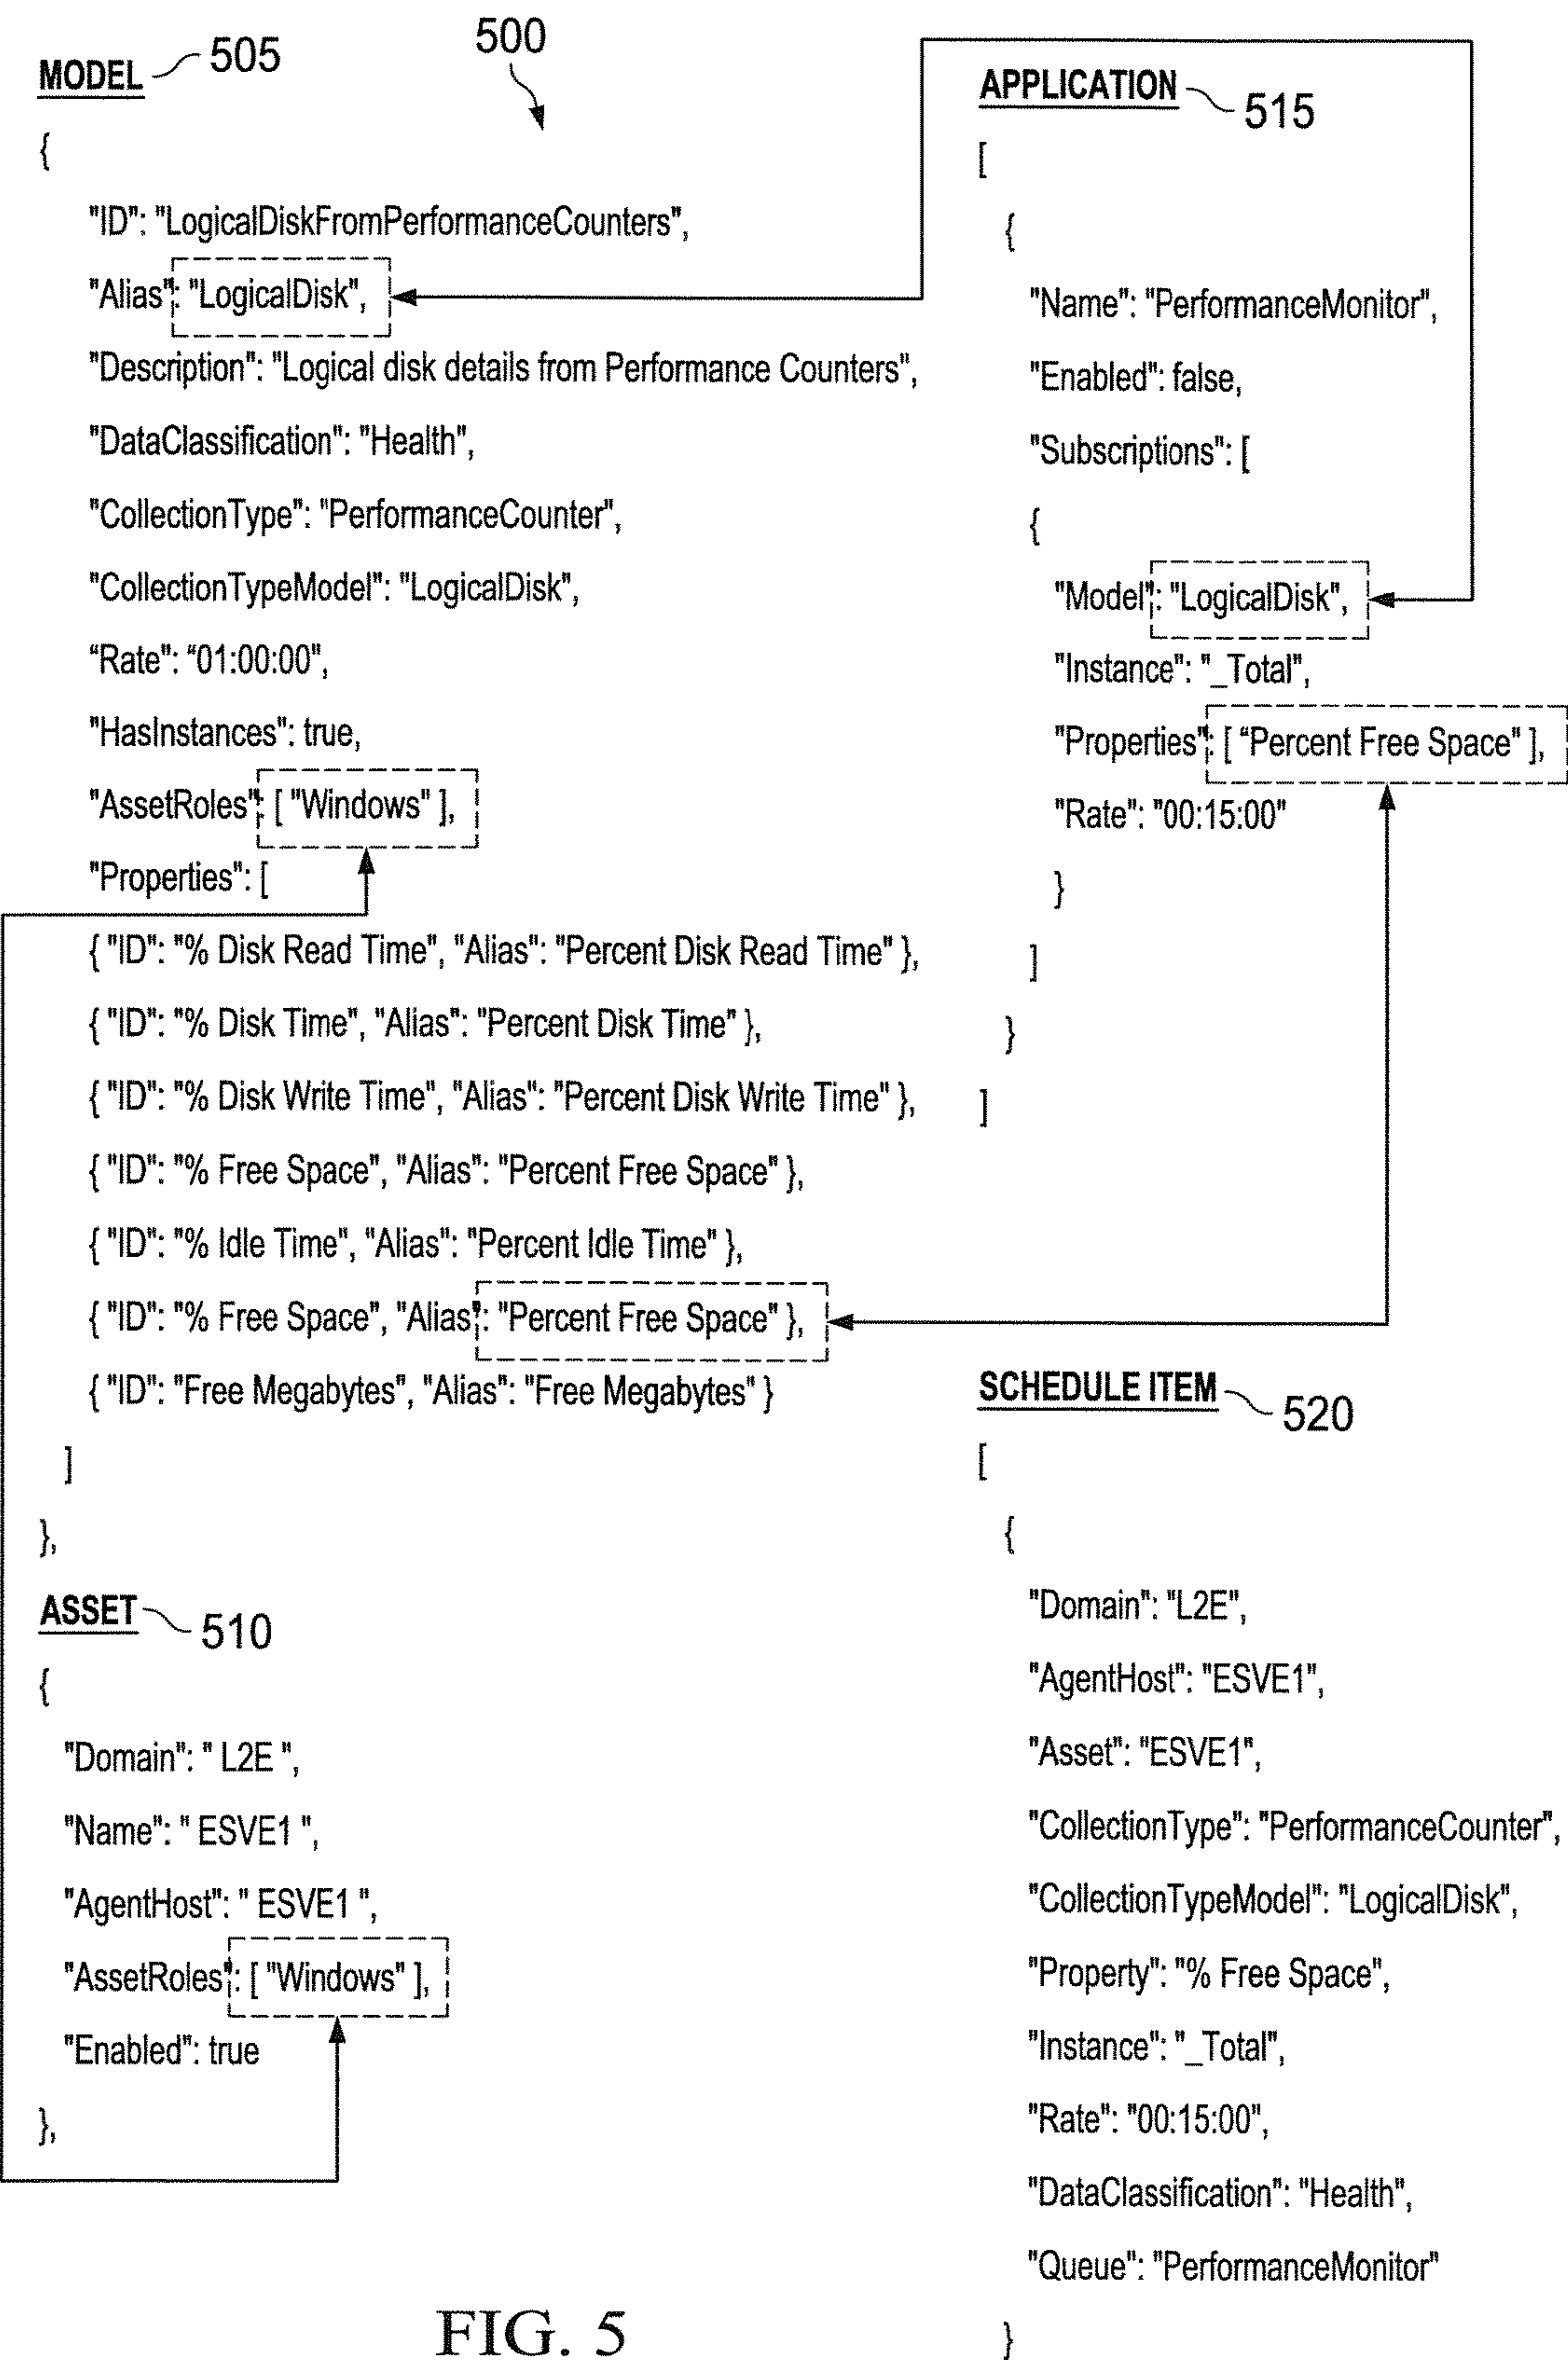 500
MODEL 505
{
"ID": "LogicalDiskFromPerformanceCounters",
"Alias": "LogicalDisk",
"Description": "Logical disk details from Performance Counters",
"DataClassification": "Health",
"CollectionType": "PerformanceCounter",
"CollectionTypeModel": "LogicalDisk",
“Rate": “01:00:00",
"HasInstances": true,
"AssetRoles": [ "Windows" ],
"Properties": [
{ "ID": "% Disk Read Time", "Alias": "Percent Disk Read Time" },
{ "ID": "% Disk Time", "Alias": "Percent Disk Time" },
{ "ID": "% Disk Write Time", "Alias": "Percent Disk Write Time" },
{ "ID": "% Free Space", "Alias": "Percent Free Space" },
{ "ID": "% Idle Time", "Alias": "Percent Idle Time" },
{ "ID": "% Free Space", "Alias": "Percent Free Space" },
{ "ID": "Free Megabytes", "Alias": "Free Megabytes" }
]
},
ASSET 510
{
"Domain": " L2E ",
"Name": " ESVE1 ",
"AgentHost": " ESVE1 ",
"AssetRoles": [ "Windows" ],
"Enabled": true
},
APPLICATION 515
[
{
"Name": "PerformanceMonitor",
"Enabled": false,
"Subscriptions": [
{
"Model": "LogicalDisk",
"Instance": "_Total",
"Properties": [ “Percent Free Space" ],
"Rate": "00:15:00"
}
]
}
]
SCHEDULE ITEM 520
[
{
"Domain": "L2E",
"AgentHost": "ESVE1",
"Asset": "ESVE1",
"CollectionType": "PerformanceCounter",
"CollectionTypeModel": "LogicalDisk",
"Property": "% Free Space",
"Instance": "_Total",
"Rate": "00:15:00",
"DataClassification": "Health",
"Queue": "PerformanceMonitor"
}
FIG. 5